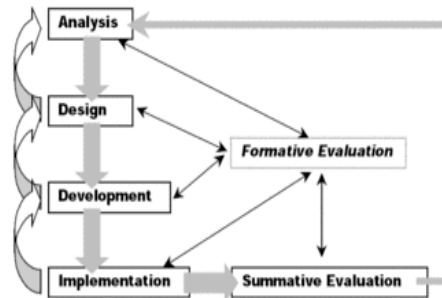 Analysis
Design
Formative Evaluation
Development
Implementation
Summative Evaluation